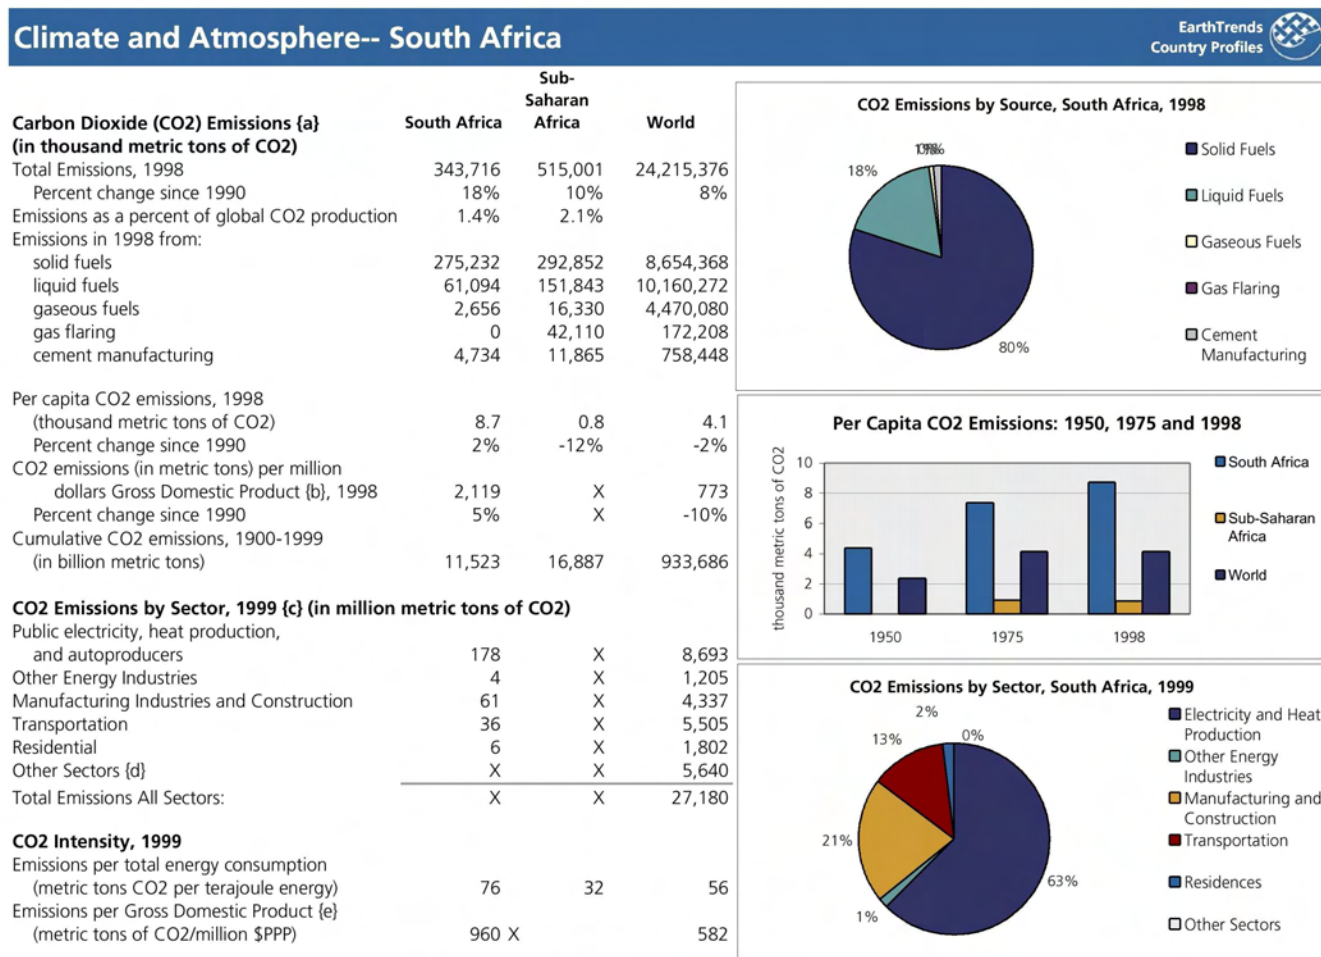 Climate and Atmosphere-- South Africa
EarthTrends
Country Profiles
Sub-
Saharan
Carbon Dioxide (CO2) Emissions {a} South Africa Africa World
(in thousand metric tons of CO2)
Total Emissions, 1998 343,716 515,001 24,215,376
Percent change since 1990 18% 10% 8%
Emissions as a percent of global CO2 production 1.4% 2.1%
Emissions in 1998 from:
solid fuels 275,232 292,852 8,654,368
liquid fuels 61,094 151,843 10,160,272
gaseous fuels 2,656 16,330 4,470,080
gas flaring 0 42,110 172,208
cement manufacturing 4,734 11,865 758,448
Per capita CO2 emissions, 1998
(thousand metric tons of CO2) 8.7 0.8 4.1
Percent change since 1990 2% -12% -2%
CO2 emissions (in metric tons) per million
dollars Gross Domestic Product {b}, 1998 2,119 X 773
Percent change since 1990 5% X -10%
Cumulative CO2 emissions, 1900-1999
(in billion metric tons) 11,523 16,887 933,686
CO2 Emissions by Sector, 1999 {c} (in million metric tons of CO2)
Public electricity, heat production,
and autoproducers 178 X 8,693
Other Energy Industries 4 X 1,205
Manufacturing Industries and Construction 61 X 4,337
Transportation 36 X 5,505
Residential 6 X 1,802
Other Sectors {d} X X 5,640
Total Emissions All Sectors: X X 27,180
CO2 Intensity, 1999
Emissions per total energy consumption
(metric tons CO2 per terajoule energy) 76 32 56
Emissions per Gross Domestic Product {e}
(metric tons of CO2/million $PPP) 960 X 582
CO2 Emissions by Source, South Africa, 1998
18%
80%
Solid Fuels
Liquid Fuels
Gaseous Fuels
Gas Flaring
Cement
Manufacturing
Per Capita CO2 Emissions: 1950, 1975 and 1998
thousand metric tons of CO2
10
8
6
4
2
0
1950 1975 1998
South Africa
Sub-Saharan
Africa
World
CO2 Emissions by Sector, South Africa, 1999
2%
0%
13%
21%
1%
63%
Electricity and Heat
Production
Other Energy
Industries
Manufacturing and
Construction
Transportation
Residences
Other Sectors